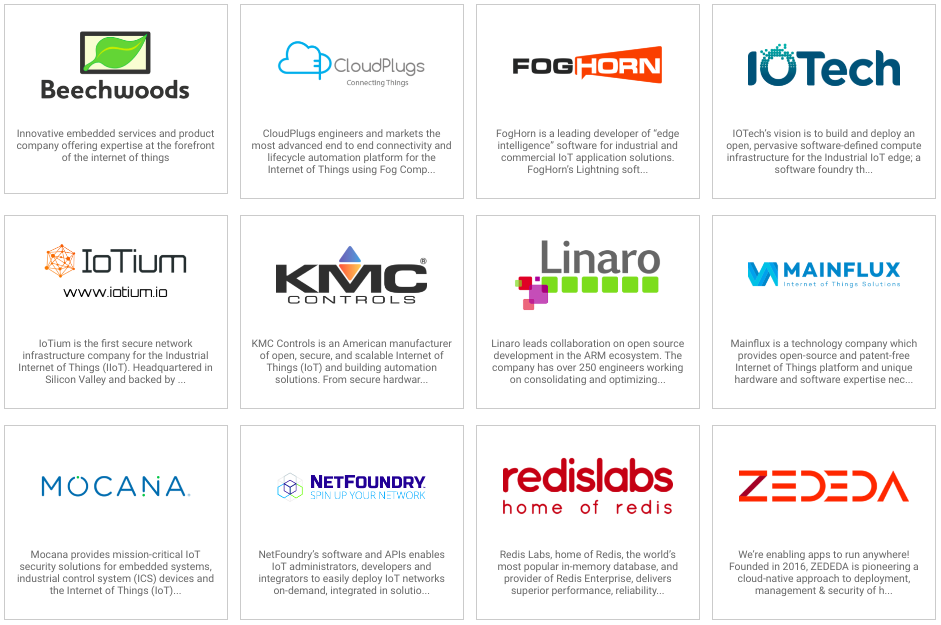 Beechwoods
Innovative embedded services and product
company offering expertise at the forefront
of the internet of things
CloudPlugs
Connecting Things
CloudPlugs engineers and markets the
most advanced end to end connectivity and
lifecycle automation platform for the
Internet of Things using Fog Comp...
FOGHORN
FogHorn is a leading developer of “edge
intelligence” software for industrial and
commercial IoT application solutions.
FogHorn's Lightning soft...
IOTech
IOTech's vision is to build and deploy an
open, pervasive software-defined compute
infrastructure for the Industrial IoT edge; a
software foundry th...
IoTium
www.iotium.io
IoTium is the first secure network
infrastructure company for the Industrial
Internet of Things (IIoT). Headquartered in
Silicon Valley and backed by ...
KMC®
CONTROLS
KMC Controls is an American manufacturer
of open, secure, and scalable Internet of
Things (IoT) and building automation
solutions. From secure hardwar...
Linaro
Linaro leads collaboration on open source
development in the ARM ecosystem. The
company has over 250 engineers working
on consolidating and optimizing...
MAINFLUX
Internet of Things Solutions
Mainflux is a technology company which
provides open-source and patent-free
Internet of Things platform and unique
hardware and software expertise nec...
MOCANA
Mocana provides mission-critical IoT
security solutions for embedded systems,
industrial control system (ICS) devices and
the Internet of Things (IoT)...
NETFOUNDRY
SPIN UP YOUR NETWORK
NetFoundry's software and APIs enables
IoT administrators, developers and
integrators to easily deploy IoT networks
on-demand, integrated in solutio...
redislabs
home of redis
Redis Labs, home of Redis, the world's
most popular in-memory database, and
provider of Redis Enterprise, delivers
superior performance, reliability...
ZEDEDA
We're enabling apps to run anywhere!
Founded in 2016, ZEDEDA is pioneering a
cloud-native approach to deployment,
management & security of h...